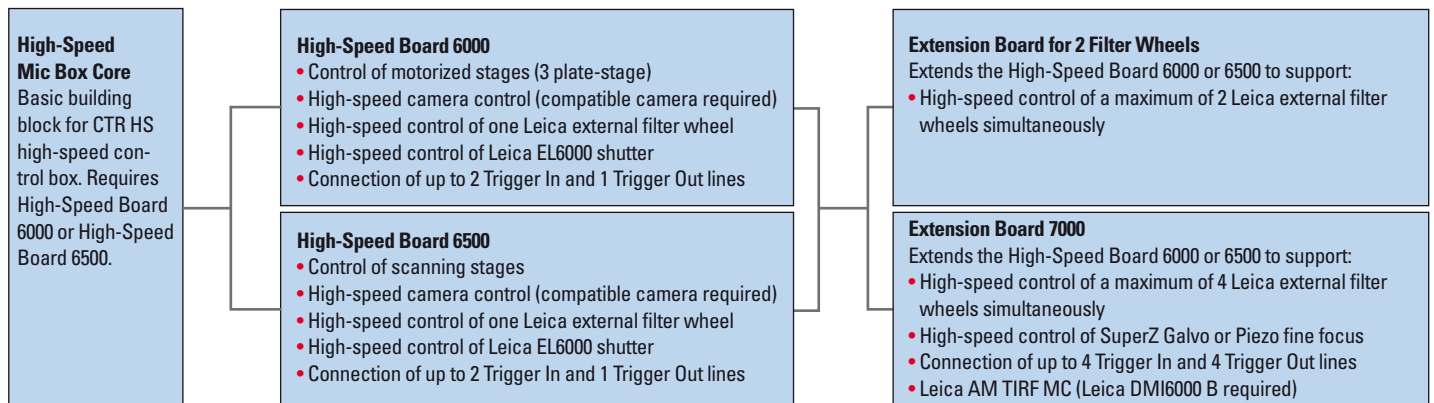 High-Speed
Mic Box Core
Basic building
block for CTR HS
high-speed con-
trol box. Requires
High-Speed Board
6000 or High-Speed
Board 6500.
High-Speed Board 6000
• Control of motorized stages (3 plate-stage)
• High-speed camera control (compatible camera required)
• High-speed control of one Leica external filter wheel
• High-speed control of Leica EL6000 shutter
• Connection of up to 2 Trigger In and 1 Trigger Out lines
High-Speed Board 6500
• Control of scanning stages
• High-speed camera control (compatible camera required)
• High-speed control of one Leica external filter wheel
• High-speed control of Leica EL6000 shutter
• Connection of up to 2 Trigger In and 1 Trigger Out lines
Extension Board for 2 Filter Wheels
Extends the High-Speed Board 6000 or 6500 to support:
• High-speed control of a maximum of 2 Leica external filter
wheels simultaneously
Extension Board 7000
Extends the High-Speed Board 6000 or 6500 to support:
• High-speed control of a maximum of 4 Leica external filter
wheels simultaneously
• High-speed control of SuperZ Galvo or Piezo fine focus
• Connection of up to 4 Trigger In and 4 Trigger Out lines
• Leica AM TIRF MC (Leica DMI6000 B required)